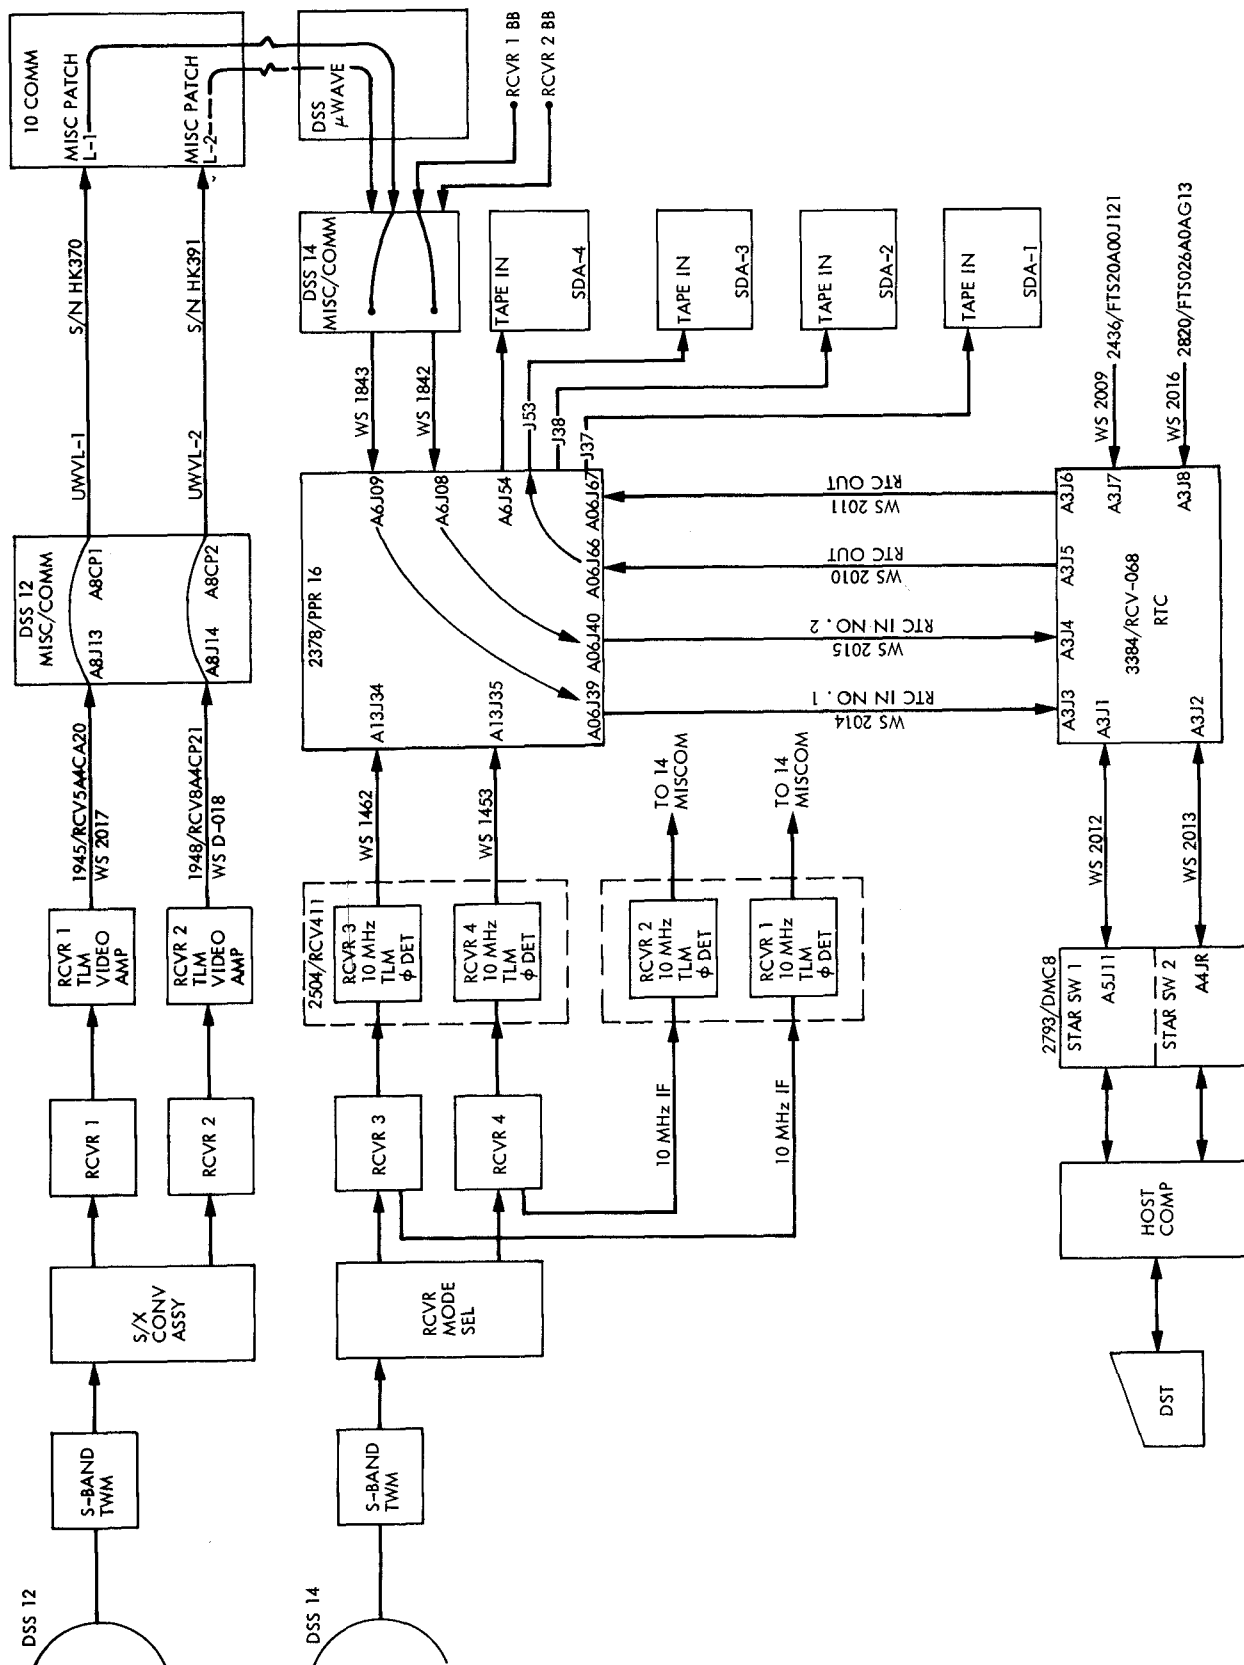 DSS 12
S-BAND
TWM
S/X
CONV
ASSY
RCVR 1
RCVR 2
RCVR 1
TLM
VIDEO
AMP
RCVR 2
TLM
VIDEO
AMP
1945/RCV5A4CA20
WS 2017
1948/RCV8A4CP21
WS D-018
DSS 12
MISC/COMM
A8J13
A8CP1
A8J14
A8CP2
UWVL-1
S/N HK370
UWVL-2
S/N HK391
10 COMM
MISC PATCH
L-1
MISC PATCH
L-2
DSS
μWAVE
RCVR 1 BB
RCVR 2 BB
DSS 14
MISC/COMM
WS 1843
WS 1842
DSS 14
S-BAND
TWM
RCVR
MODE
SEL
RCVR 3
RCVR 4
2504/RCV411
RCVR 3
10 MHz
TLM
φ DET
RCVR 4
10 MHz
TLM
φ DET
WS 1462
WS 1453
10 MHz IF
10 MHz IF
RCVR 2
10 MHz
TLM
φ DET
RCVR 1
10 MHz
TLM
φ DET
TO 14
MISCOM
TO 14
MISCOM
2378/PPR 16
A13J34
A13J35
A6J09
A6J08
A6J54
A06J39
A06J40
A06J66
A06J67
J53
J38
J37
TAPE IN
SDA-4
TAPE IN
SDA-3
TAPE IN
SDA-2
TAPE IN
SDA-1
WS 2014
RTC IN NO. 1
WS 2015
RTC IN NO. 2
WS 2010
RTC OUT
WS 2011
RTC OUT
3384/RCV-068
RTC
A3J3
A3J4
A3J5
A3J6
A3J1
A3J2
A3J7
A3J8
WS 2009
2436/FTS20A00J121
WS 2016
2820/FTS026A0AG13
WS 2012
WS 2013
2793/DMC8
STAR SW 1
A5J11
STAR SW 2
A4JR
HOST
COMP
DST